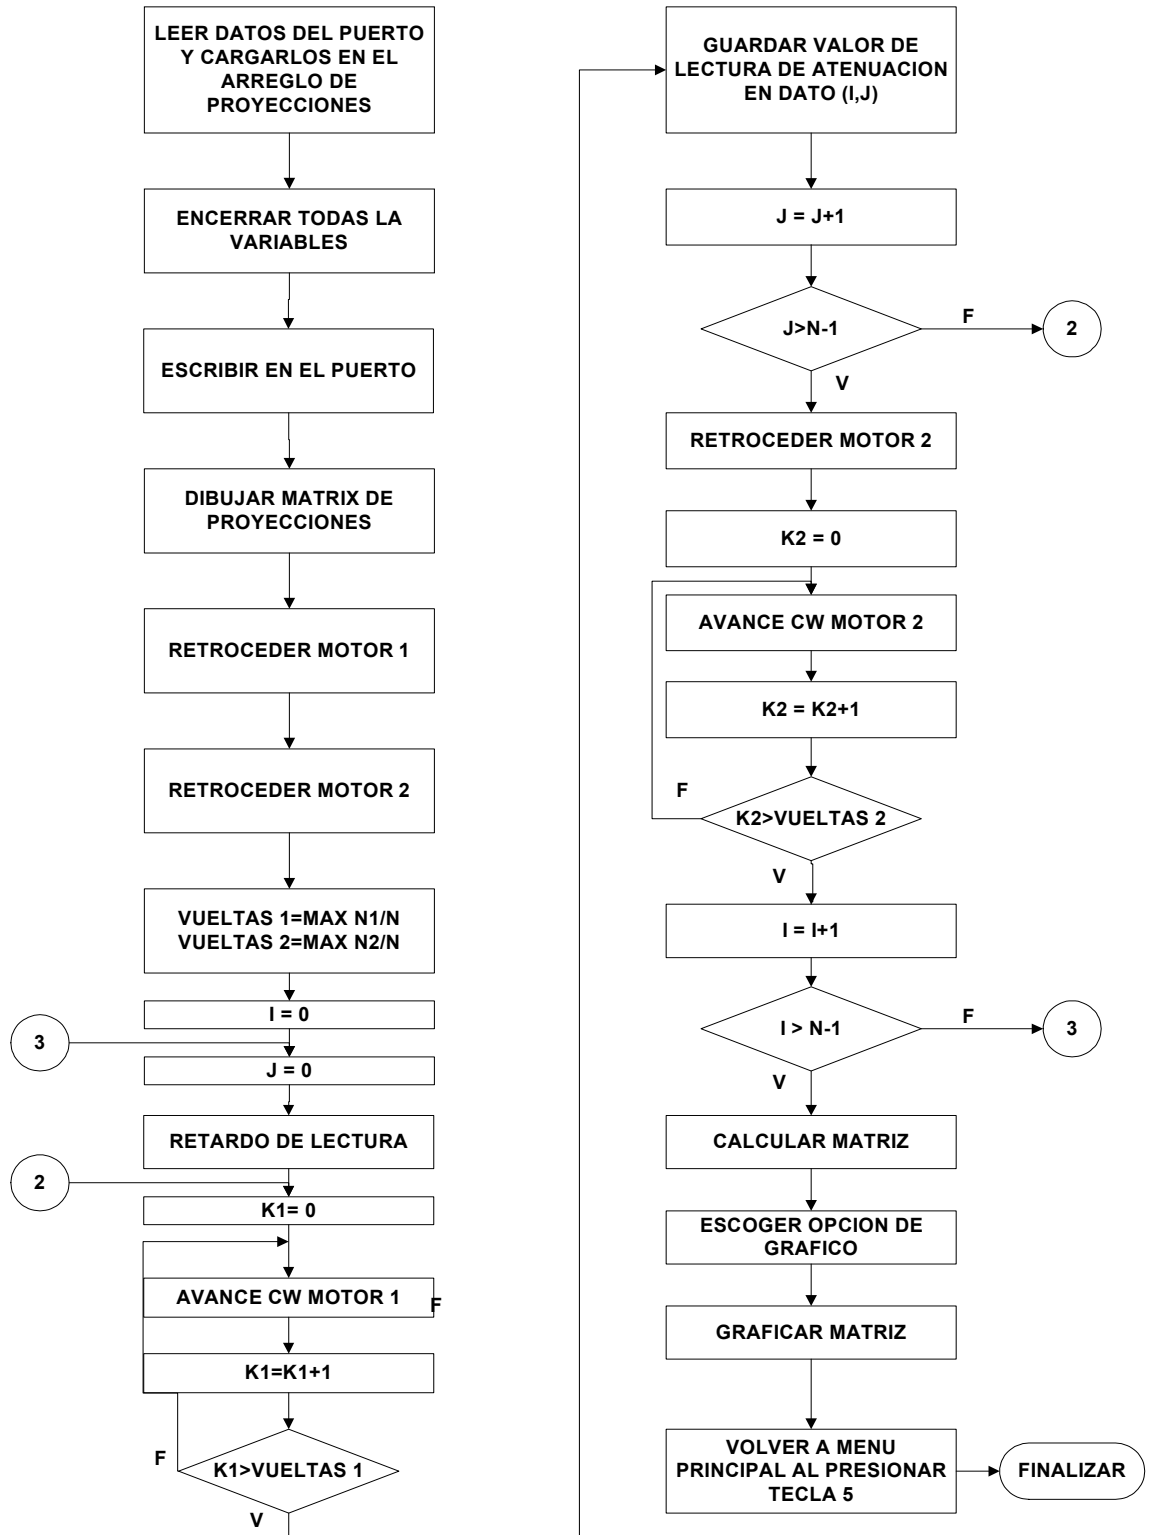 LEER DATOS DEL PUERTO
Y CARGARLOS EN EL
ARREGLO DE
PROYECCIONES
ENCERRAR TODAS LA
VARIABLES
ESCRIBIR EN EL PUERTO
DIBUJAR MATRIX DE
PROYECCIONES
RETROCEDER MOTOR 1
RETROCEDER MOTOR 2
VUELTAS 1=MAX N1/N
VUELTAS 2=MAX N2/N
I = 0
3
J = 0
RETARDO DE LECTURA
2
K1= 0
AVANCE CW MOTOR 1
F
K1=K1+1
F
K1>VUELTAS 1
V
GUARDAR VALOR DE
LECTURA DE ATENUACION
EN DATO (I,J)
J = J+1
J>N-1
F
2
V
RETROCEDER MOTOR 2
K2 = 0
AVANCE CW MOTOR 2
K2 = K2+1
F
K2>VUELTAS 2
V
I = I+1
I > N-1
F
3
V
CALCULAR MATRIZ
ESCOGER OPCION DE
GRAFICO
GRAFICAR MATRIZ
VOLVER A MENU
PRINCIPAL AL PRESIONAR
TECLA 5
FINALIZAR